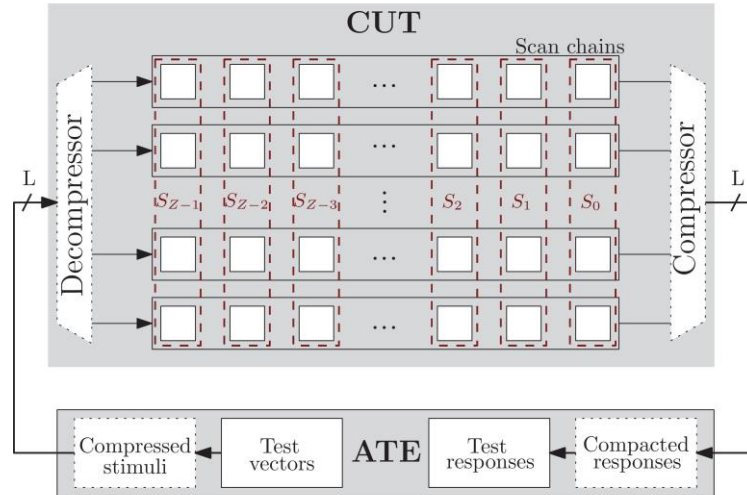 CUT
Scan chains
L
Decompressor
S_{Z-1} S_{Z-2} S_{Z-3} ⋮ S_2 S_1 S_0
...
...
...
...
Compressor
L
Compressed stimuli
Test vectors
ATE
Test responses
Compacted responses